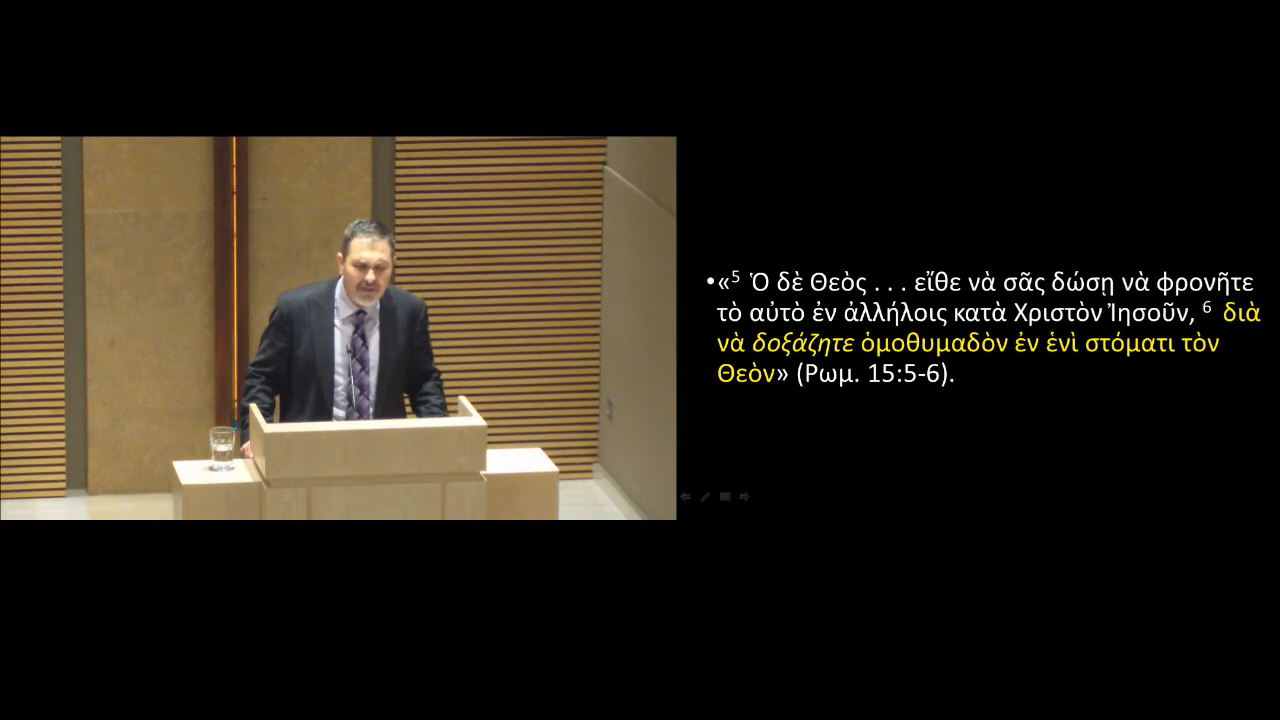 •«⁵ Ὁ δὲ Θεὸς . . . εἴθε νὰ σᾶς δώσῃ νὰ φρονῆτε
τὸ αὐτὸ ἐν ἀλλήλοις κατὰ Χριστὸν Ἰησοῦν, ⁶ διὰ
νὰ δοξάζητε ὁμοθυμαδὸν ἐν ἑνὶ στόματι τὸν
Θεὸν» (Ρωμ. 15:5-6).